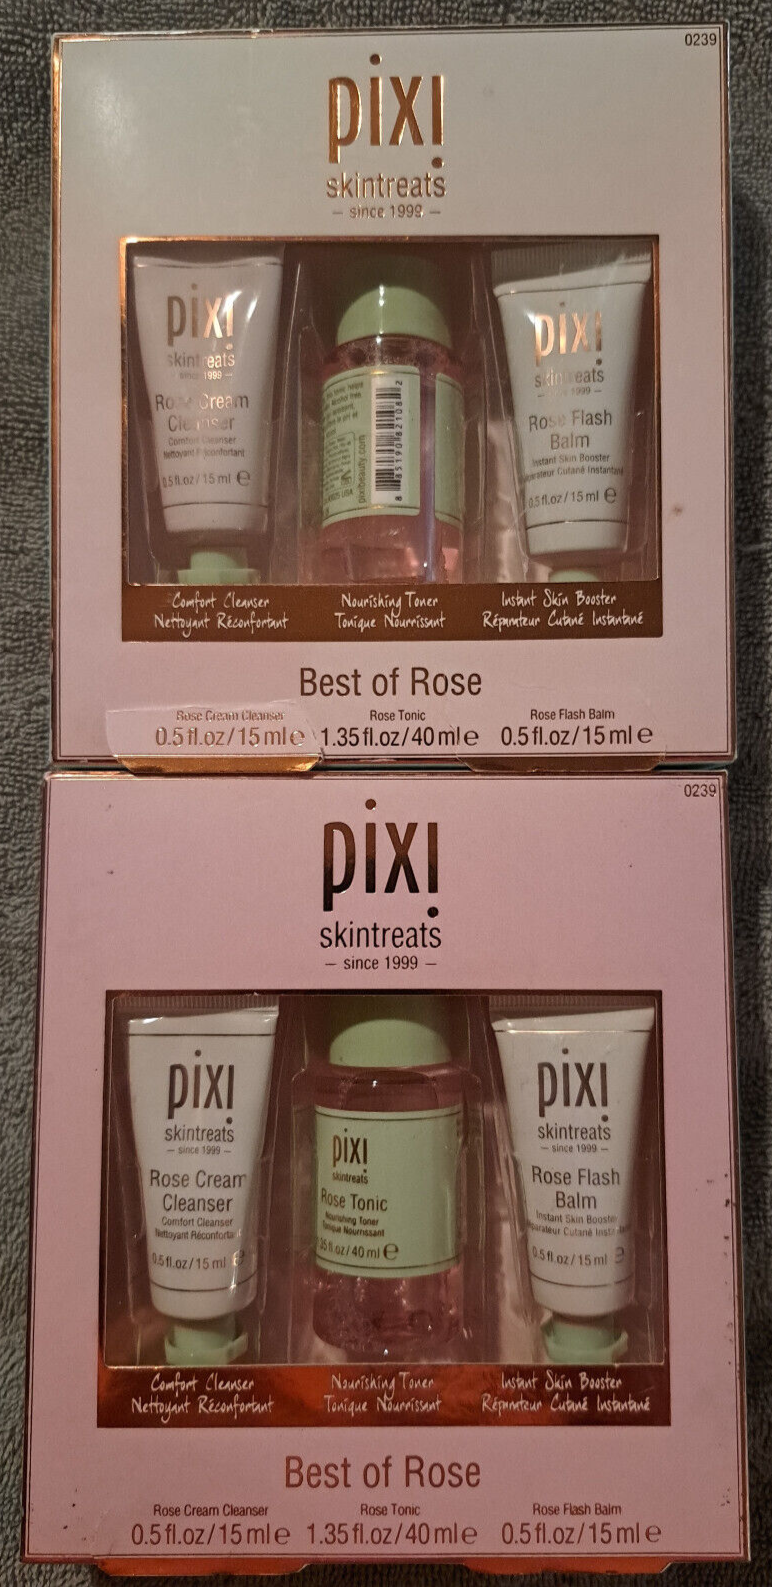 0239
pixi
skintreats
– since 1999 –
pixi
skintreats
– since 1999 –
Rose Cream
Cleanser
Comfort Cleanser
Nettoyant Réconfortant
0.5 fl.oz/15 ml e
pixibeauty.com
8 85190 82108 2
pixi
skintreats
– since 1999 –
Rose Flash
Balm
Instant Skin Booster
Réparateur Cutané Instantané
0.5 fl.oz/15 ml e
Comfort Cleanser
Nettoyant Réconfortant
Nourishing Toner
Tonique Nourrissant
Instant Skin Booster
Réparateur Cutané Instantané
Best of Rose
Rose Cream Cleanser
0.5 fl.oz/15 ml e
Rose Tonic
1.35 fl.oz/40 ml e
Rose Flash Balm
0.5 fl.oz/15 ml e
0239
pixi
skintreats
– since 1999 –
pixi
skintreats
– since 1999 –
Rose Cream
Cleanser
Comfort Cleanser
Nettoyant Réconfortant
0.5 fl.oz/15 ml e
pixi
skintreats
Rose Tonic
Nourishing Toner
Tonique Nourrissant
1.35 fl.oz/40 ml e
pixi
skintreats
– since 1999 –
Rose Flash
Balm
Instant Skin Booster
Réparateur Cutané Instantané
0.5 fl.oz/15 ml e
Comfort Cleanser
Nettoyant Réconfortant
Nourishing Toner
Tonique Nourrissant
Instant Skin Booster
Réparateur Cutané Instantané
Best of Rose
Rose Cream Cleanser
0.5 fl.oz/15 ml e
Rose Tonic
1.35 fl.oz/40 ml e
Rose Flash Balm
0.5 fl.oz/15 ml e